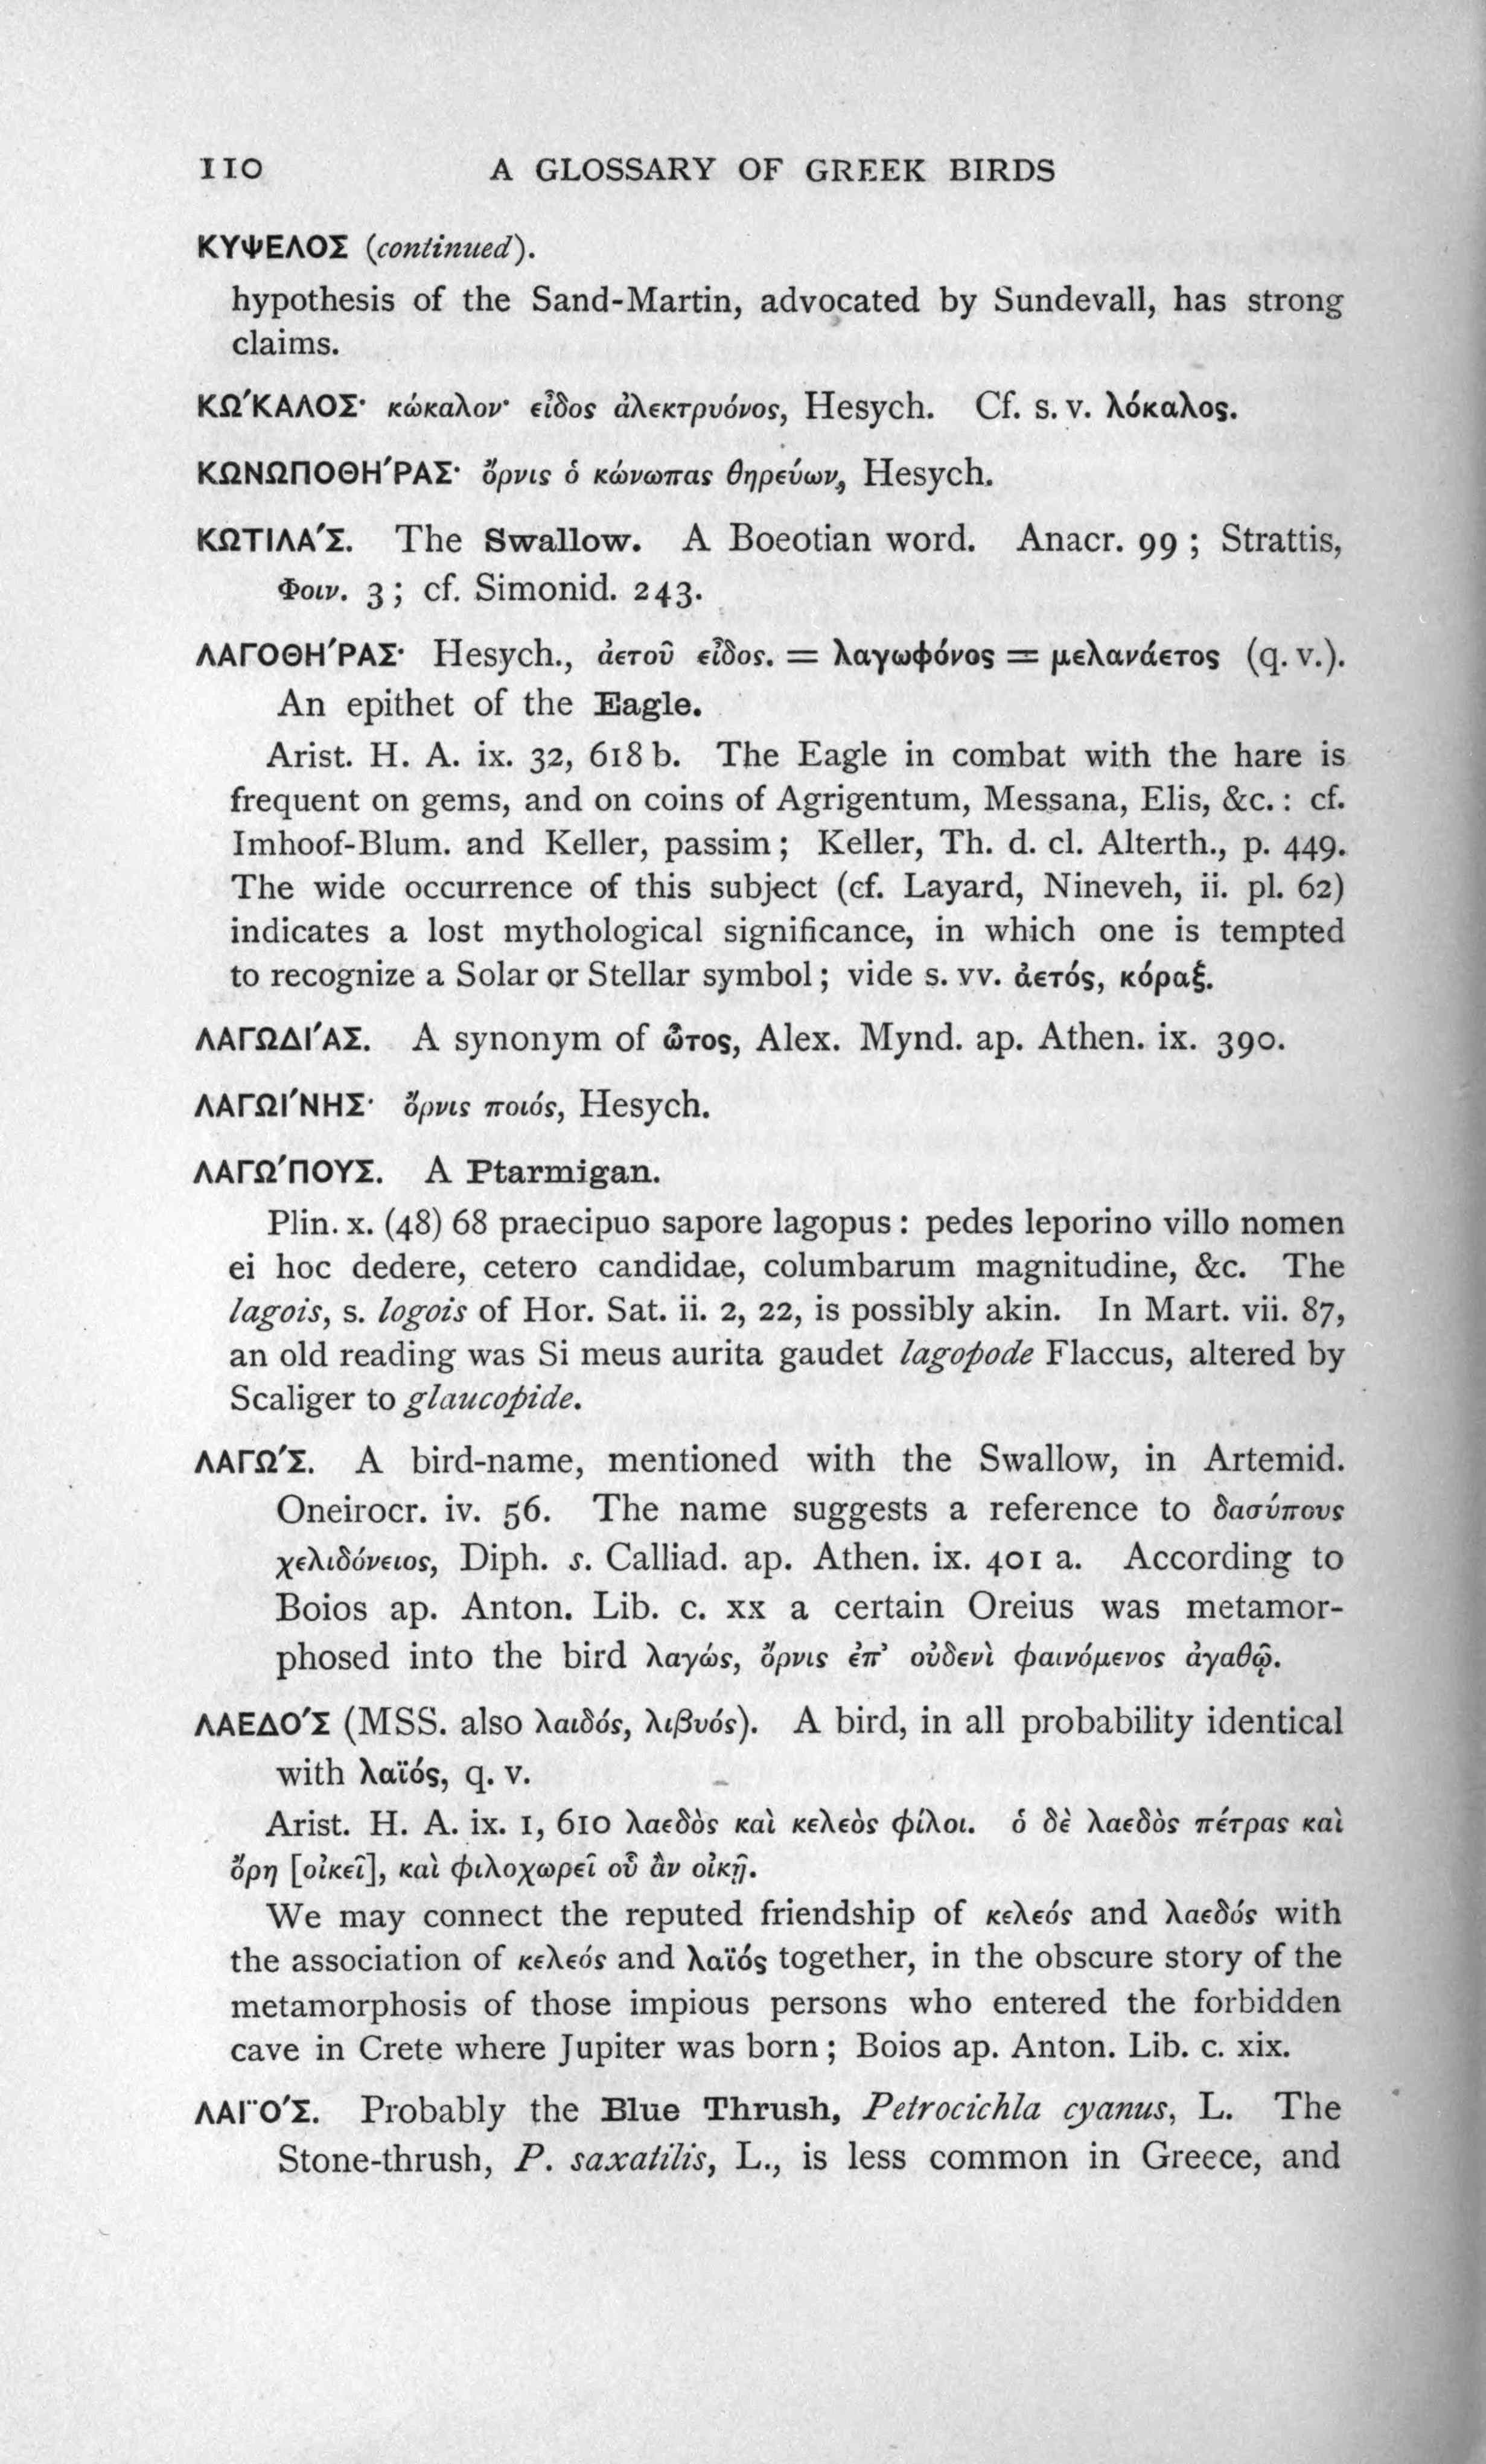 110 A GLOSSARY OF GREEK BIRDS
ΚΥΨΕΛΟΣ (continued).
hypothesis of the Sand-Martin, advocated by Sundevall, has strong
claims.
ΚΩ´ΚΑΛΟΣ· κώκαλον· εἶδος ἀλεκτρυόνος, Hesych. Cf. s. v. λόκαλος.
ΚΩΝΩΠΟΘΗ´ΡΑΣ· ὄρνις ὁ κώνωπας θηρεύων, Hesych.
ΚΩΤΙΛΑ´Σ. The Swallow. A Boeotian word. Anacr. 99 ; Strattis,
Φοιν. 3 ; cf. Simonid. 243.
ΛΑΓΟΘΗ´ΡΑΣ· Hesych., ἀετοῦ εἶδος. = λαγωφόνος = μελανάετος (q. v.).
An epithet of the Eagle.
Arist. H. A. ix. 32, 618 b. The Eagle in combat with the hare is
frequent on gems, and on coins of Agrigentum, Messana, Elis, &c. : cf.
Imhoof-Blum. and Keller, passim ; Keller, Th. d. cl. Alterth., p. 449.
The wide occurrence of this subject (cf. Layard, Nineveh, ii. pl. 62)
indicates a lost mythological significance, in which one is tempted
to recognize a Solar or Stellar symbol ; vide s. vv. ἀετός, κόραξ.
ΛΑΓΩΔΙ´ΑΣ. A synonym of ὦτος, Alex. Mynd. ap. Athen. ix. 390.
ΛΑΓΩΙ´ΝΗΣ· ὄρνις ποιός, Hesych.
ΛΑΓΩ´ΠΟΥΣ. A Ptarmigan.
Plin. x. (48) 68 praecipuo sapore lagopus : pedes leporino villo nomen
ei hoc dedere, cetero candidae, columbarum magnitudine, &c. The
lagois, s. logois of Hor. Sat. ii. 2, 22, is possibly akin. In Mart. vii. 87,
an old reading was Si meus aurita gaudet lagopode Flaccus, altered by
Scaliger to glaucopide.
ΛΑΓΩ´Σ. A bird-name, mentioned with the Swallow, in Artemid.
Oneirocr. iv. 56. The name suggests a reference to δασύπους
χελιδόνειος, Diph. s. Calliad. ap. Athen. ix. 401 a. According to
Boios ap. Anton. Lib. c. xx a certain Oreius was metamor-
phosed into the bird λαγώς, ὄρνις ἐπ’ οὐδενὶ φαινόμενος ἀγαθῷ.
ΛΑΕΔΟ´Σ (MSS. also λαιδός, λιβυός). A bird, in all probability identical
with λαϊός, q. v.
Arist. H. A. ix. 1, 610 λαεδὸς καὶ κελεὸς φίλοι. ὁ δὲ λαεδὸς πέτρας καὶ
ὄρη [οἰκεῖ], καὶ φιλοχωρεῖ οὗ ἂν οἰκῇ.
We may connect the reputed friendship of κελεός and λαεδός with
the association of κελεός and λαϊός together, in the obscure story of the
metamorphosis of those impious persons who entered the forbidden
cave in Crete where Jupiter was born ; Boios ap. Anton. Lib. c. xix.
ΛΑΙ¨Ο´Σ. Probably the Blue Thrush, Petrocichla cyanus, L. The
Stone-thrush, P. saxatilis, L., is less common in Greece, and